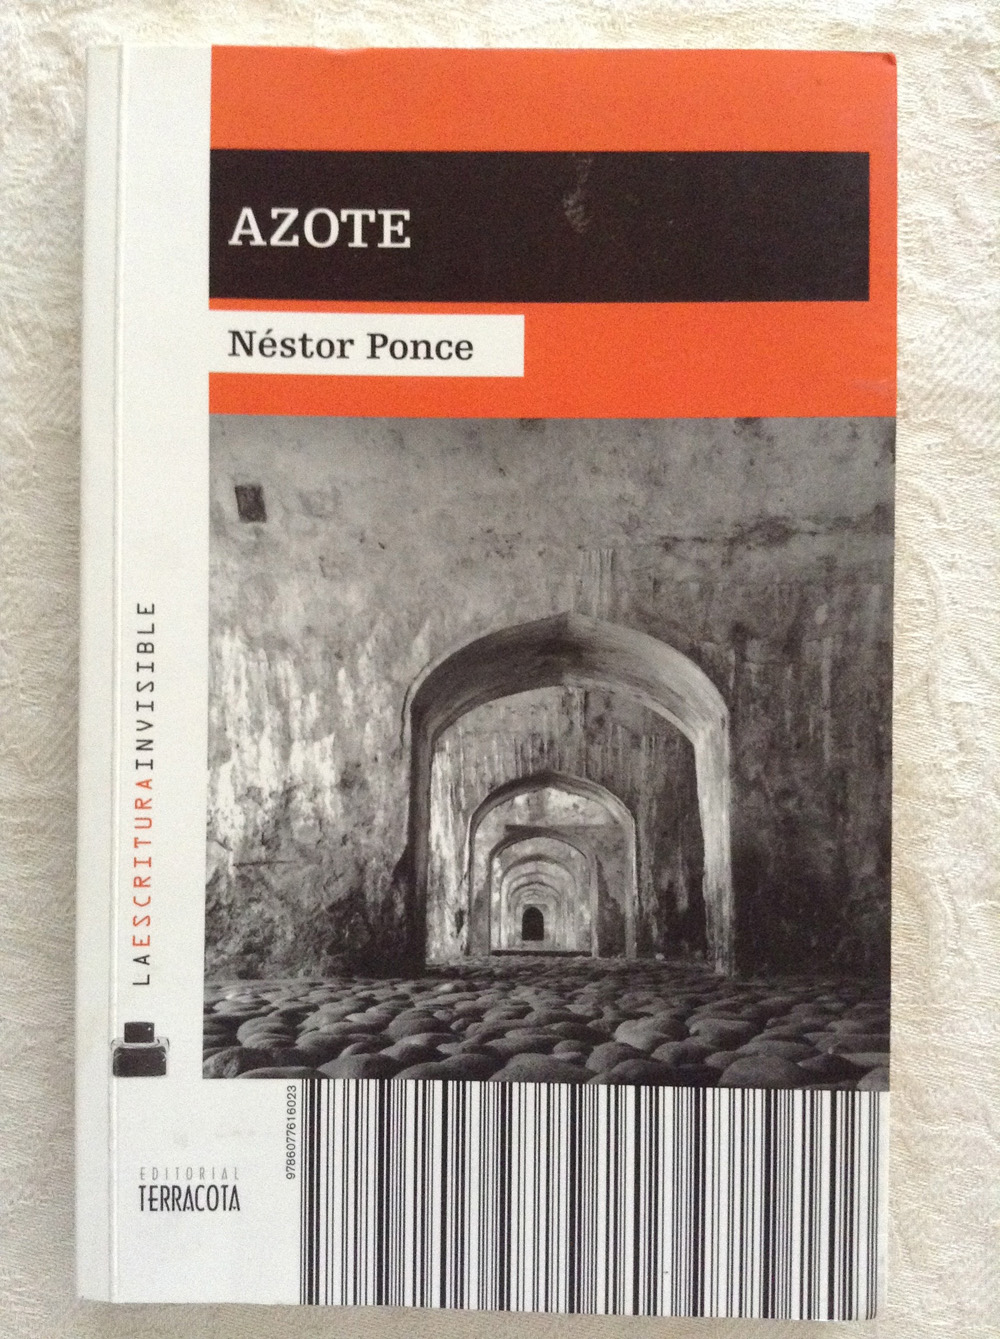 AZOTE
Néstor Ponce
LAESCRITURAINVISIBLE
9786077616023
EDITORIAL
TERRACOTA